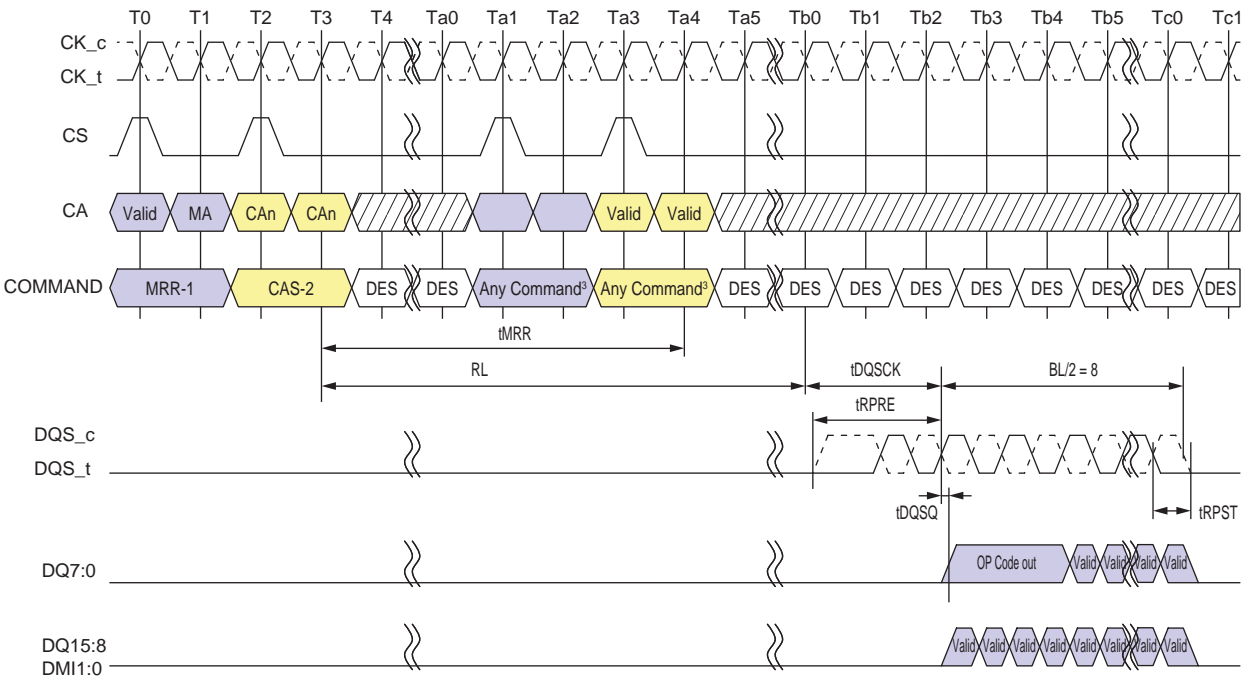 T0 T1 T2 T3 T4 Ta0 Ta1 Ta2 Ta3 Ta4 Ta5 Tb0 Tb1 Tb2 Tb3 Tb4 Tb5 Tc0 Tc1
CK_c
CK_t
CS
CA Valid MA CAn CAn Valid Valid
COMMAND MRR-1 CAS-2 DES DES Any Command³ Any Command³ DES DES DES DES DES DES DES DES DES
tMRR
RL tDQSCK BL/2 = 8
tRPRE
DQS_c
DQS_t
tDQSQ tRPST
DQ7:0 OP Code out Valid Valid Valid Valid
DQ15:8 Valid Valid Valid Valid Valid Valid Valid Valid
DMI1:0